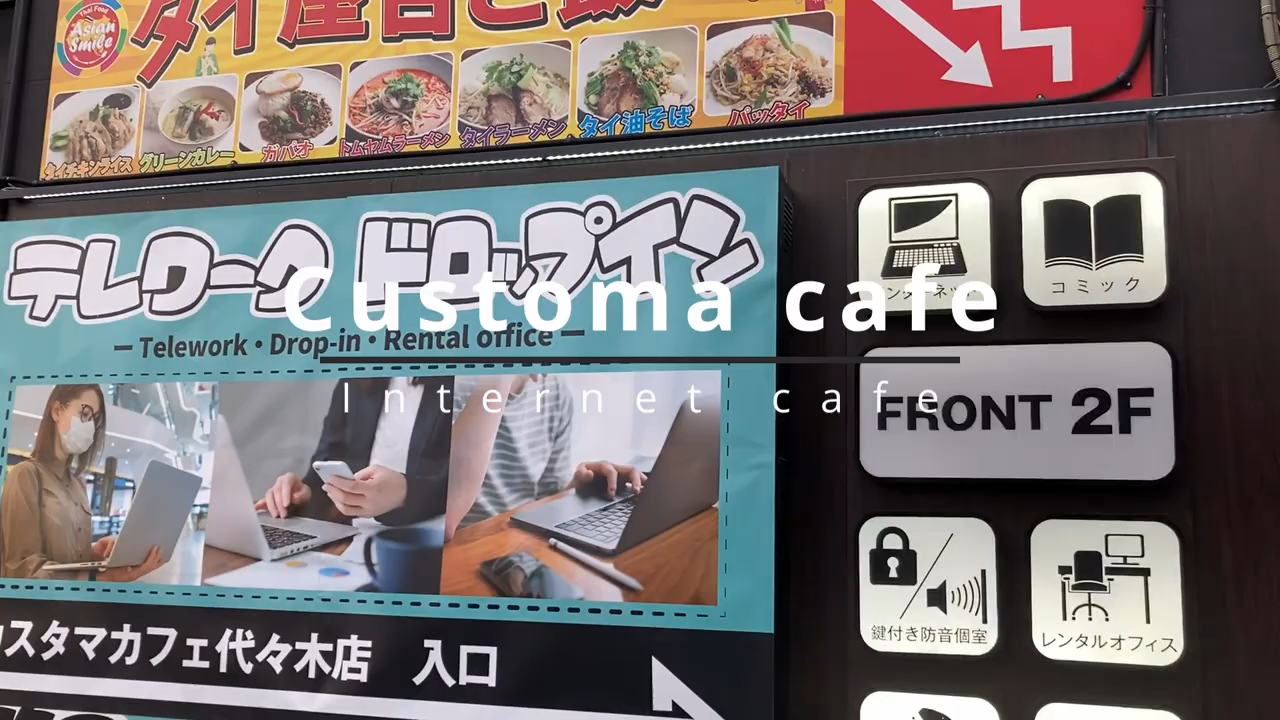 Thai Food
Asian
Smile
タイ屋台ご飯
タイチキンライス
グリーンカレー
ガパオ
トムヤムラーメン
タイラーメン
タイ油そば
パッタイ
テレワーク ドロップイン
— Telework・Drop-in・Rental office —
Customa cafe
Internet cafe
コミック
FRONT 2F
鍵付き防音個室
レンタルオフィス
スタマカフェ代々木店 入口